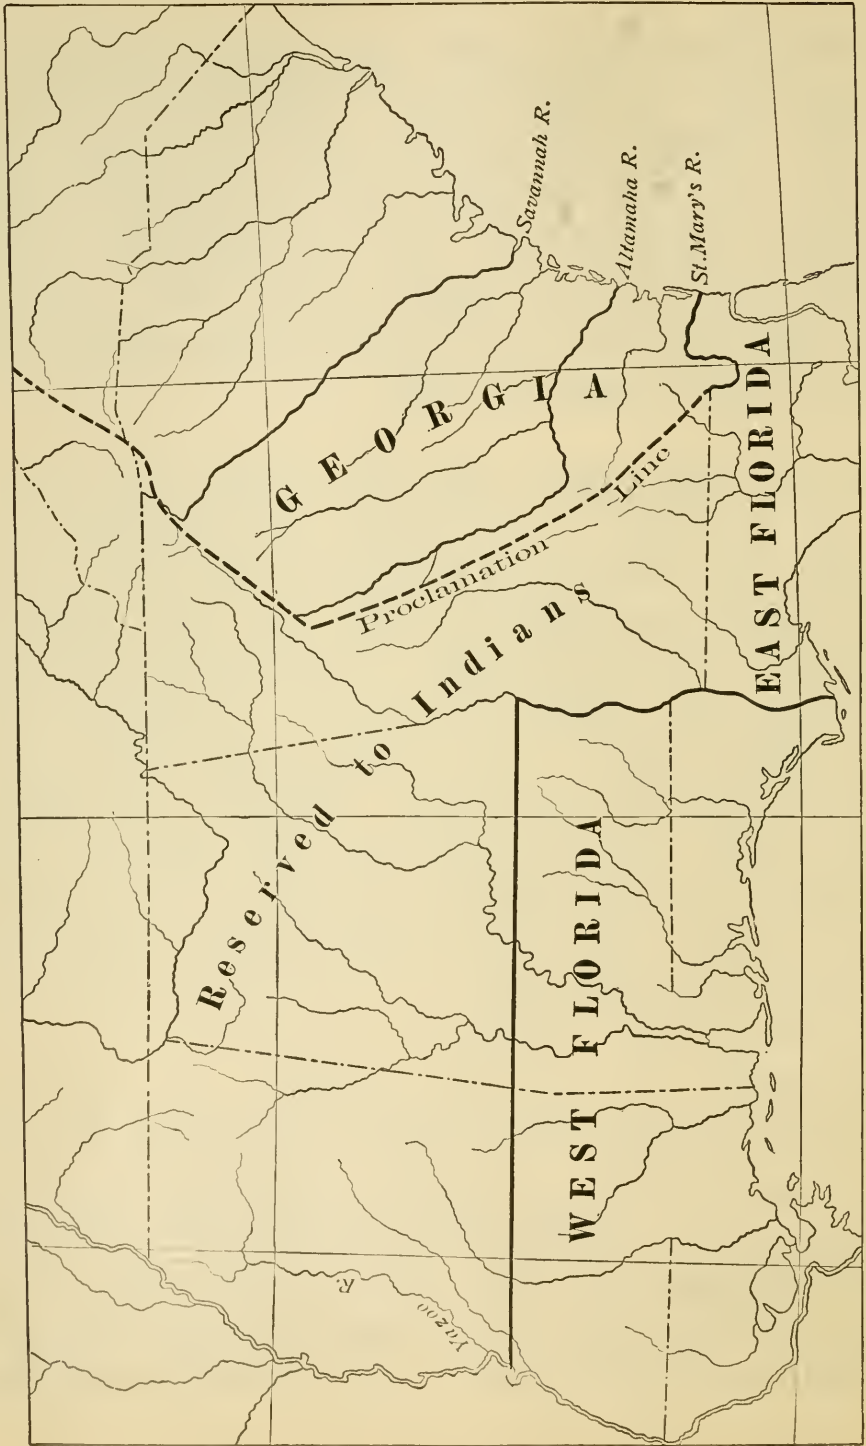 Savannah R.
Altamaha R.
St. Mary's R.
GEORGIA
Proclamation Line
Reserved to Indians
EAST FLORIDA
WEST FLORIDA
Yazoo R.